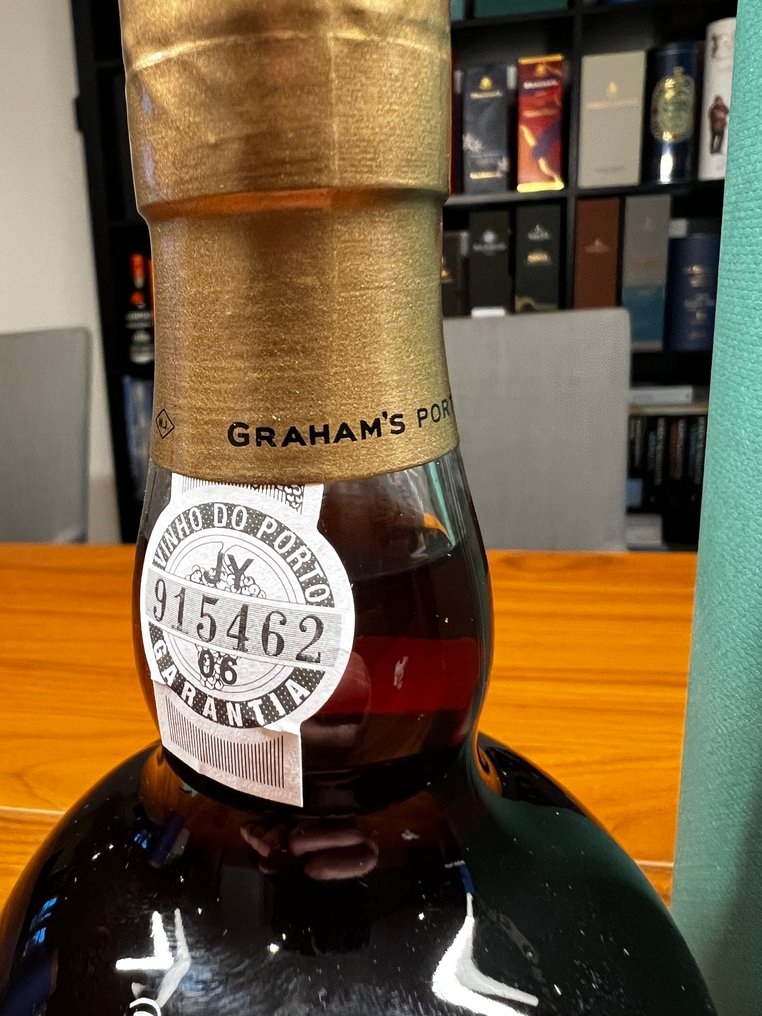 GRAHAM'S PORT
VINHO DO PORTO
JY
915462
06
GARANTIA